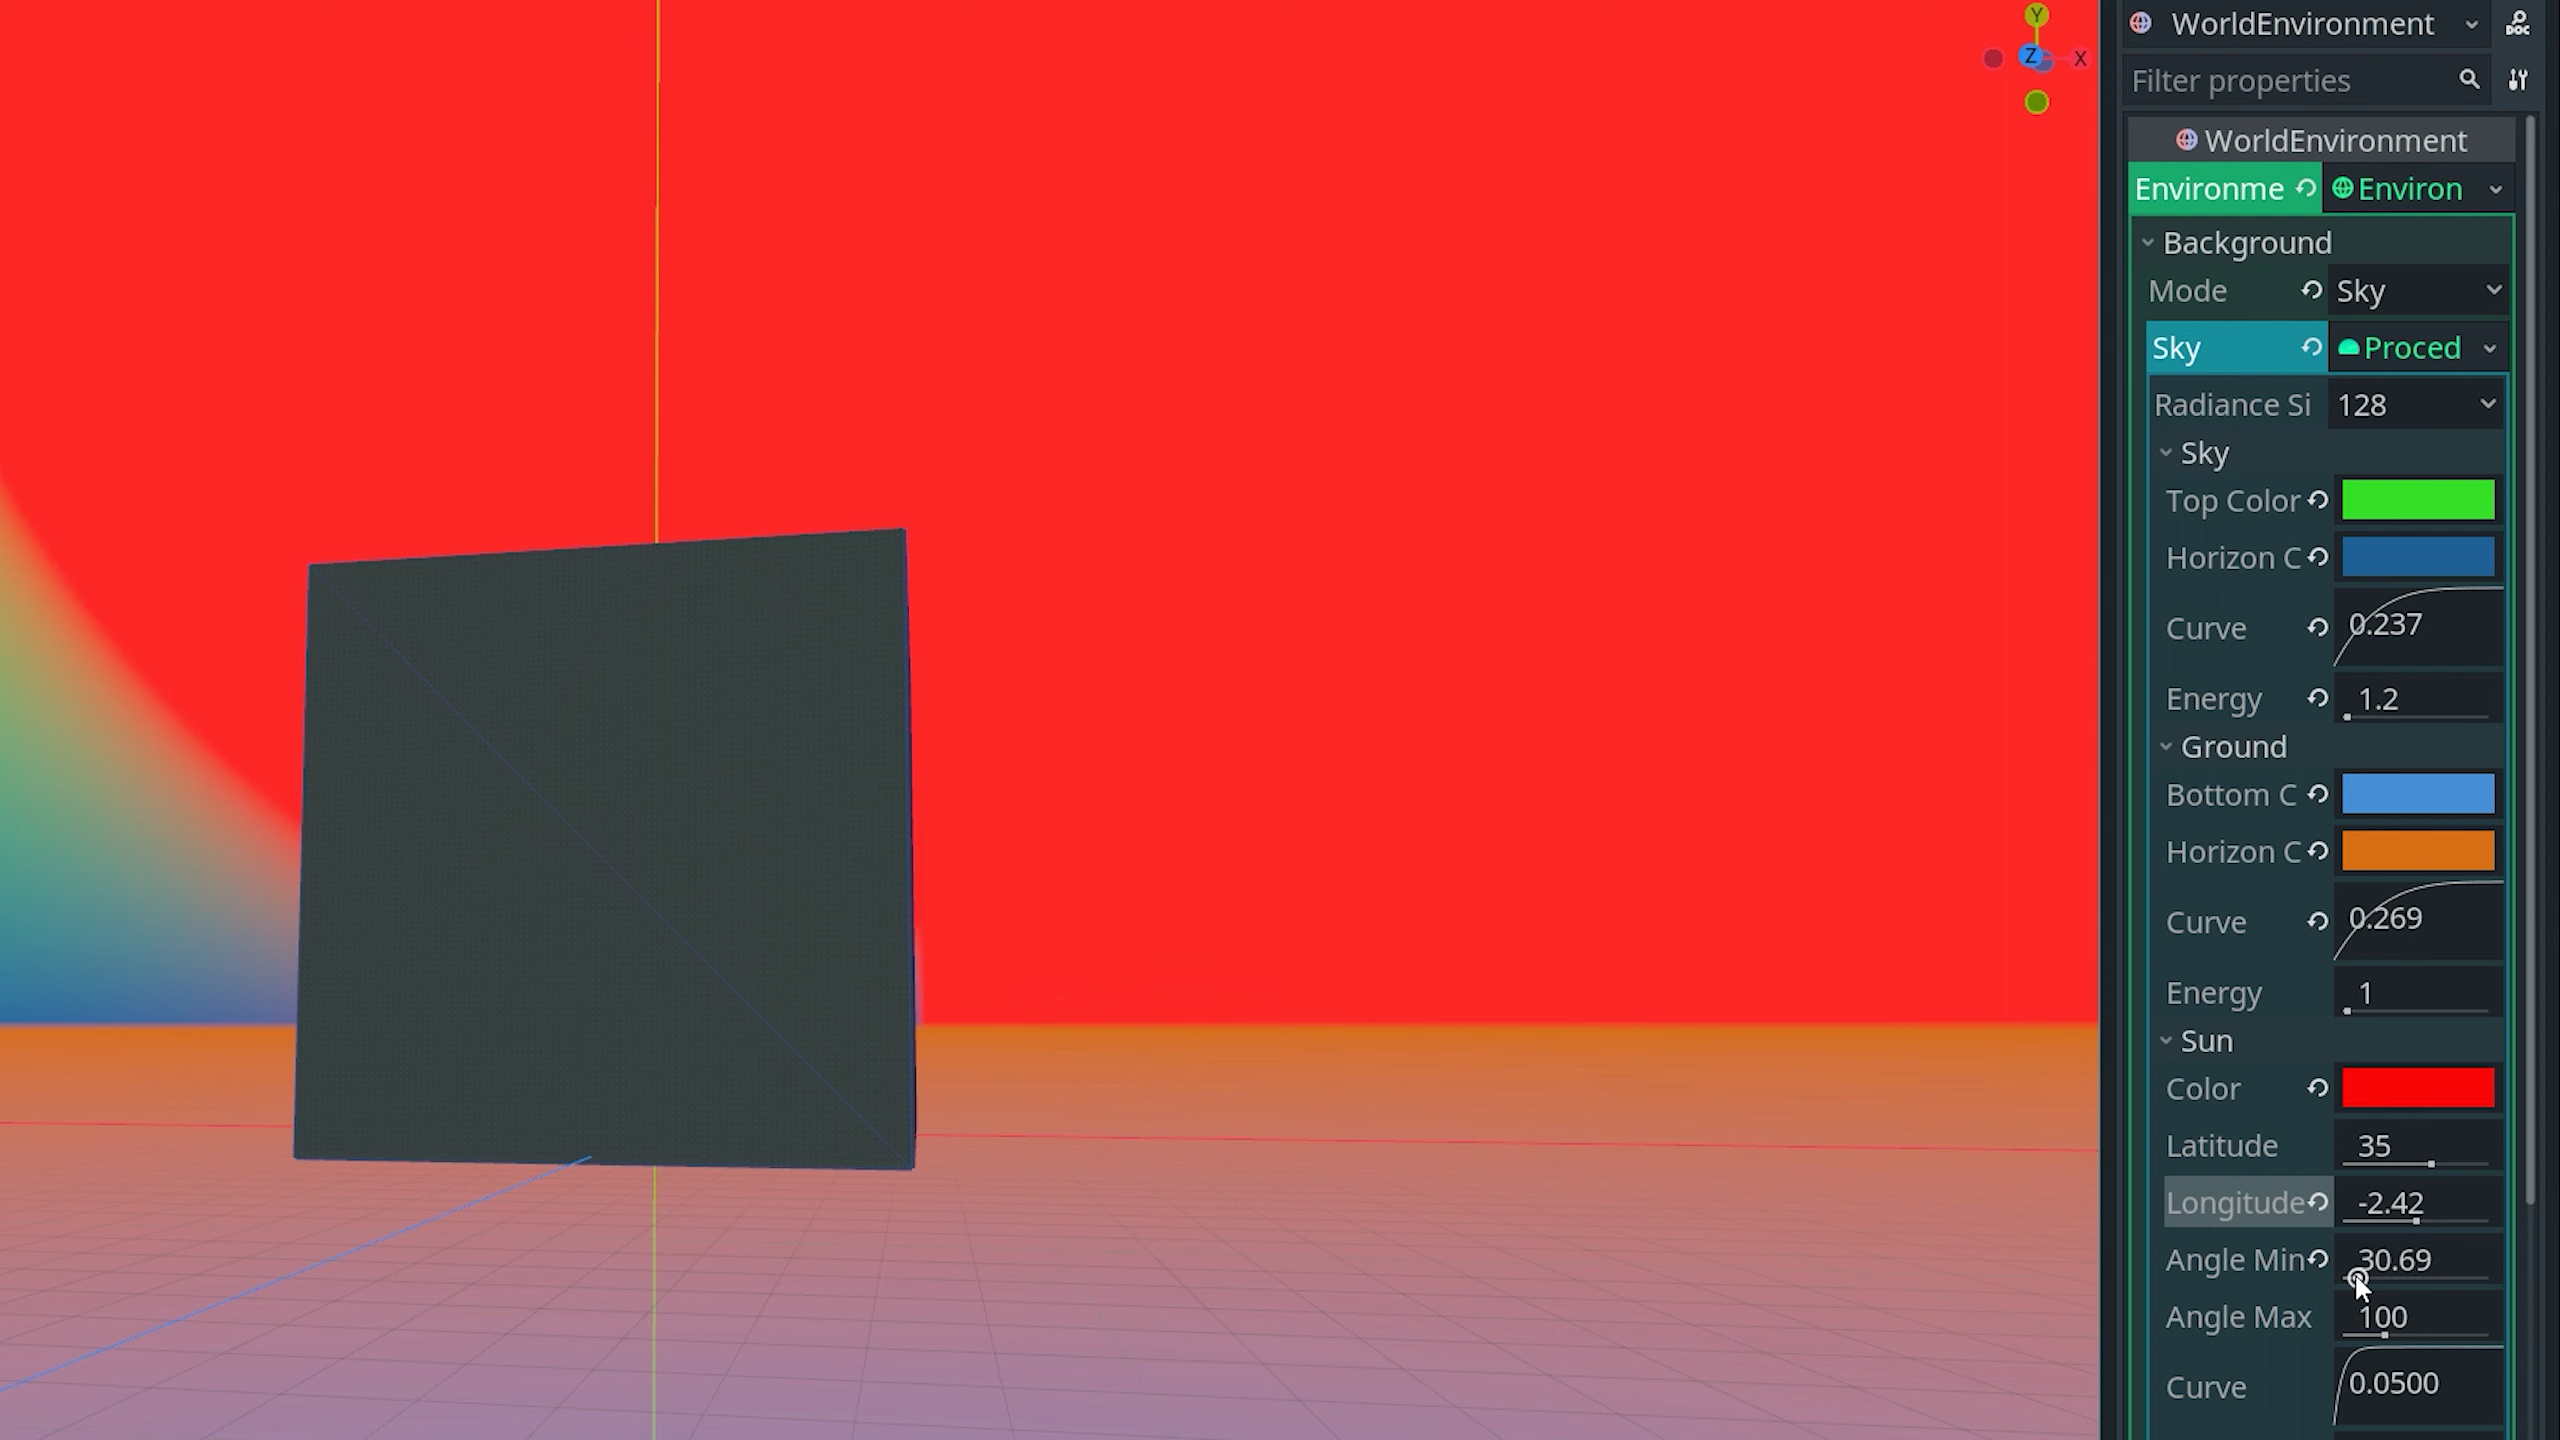 Y
Z
X
WorldEnvironment
Filter properties
WorldEnvironment
Environme Environ
Background
Mode Sky
Sky Proced
Radiance Si 128
Sky
Top Color
Horizon C
Curve 0.237
Energy 1.2
Ground
Bottom C
Horizon C
Curve 0.269
Energy 1
Sun
Color
Latitude 35
Longitude -2.42
Angle Min 30.69
Angle Max 100
Curve 0.0500